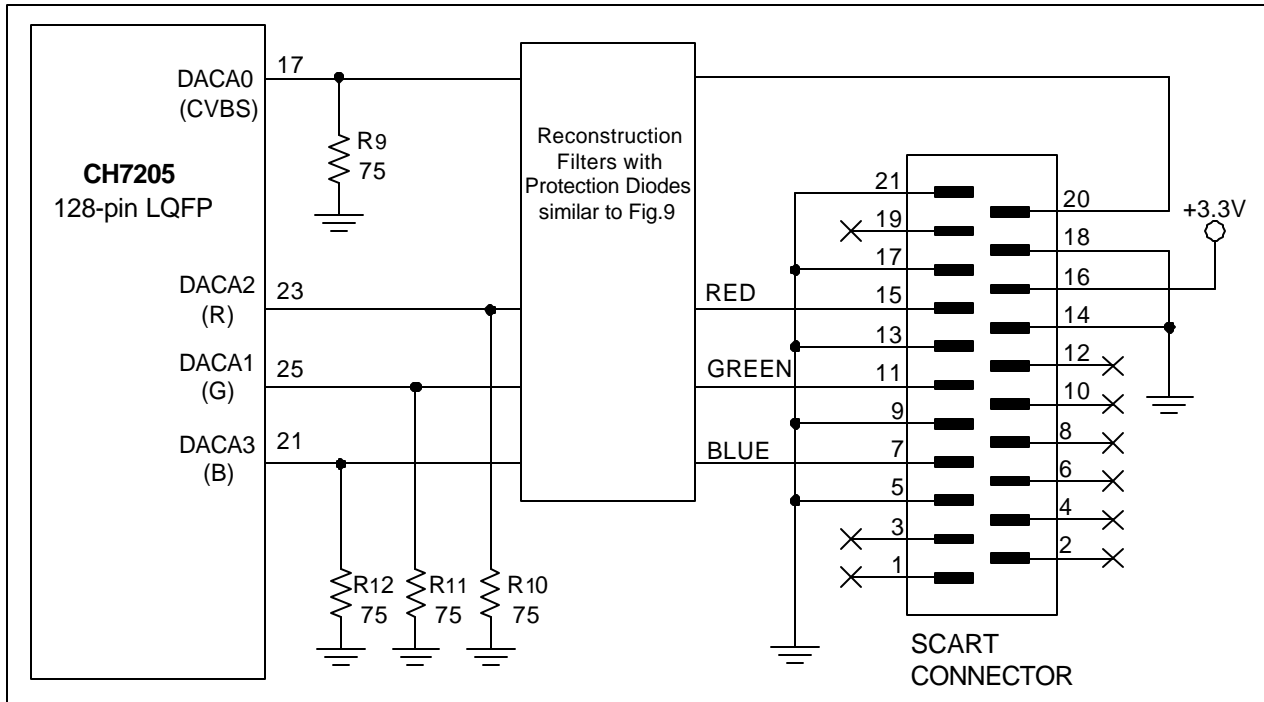 DACA0
(CVBS)
17
R9
75
CH7205
128-pin LQFP
DACA2
(R)
23
DACA1
(G)
25
DACA3
(B)
21
R12
75
R11
75
R10
75
Reconstruction
Filters with
Protection Diodes
similar to Fig.9
RED
GREEN
BLUE
21
19
17
15
13
11
9
7
5
3
1
20
18
16
14
12
10
8
6
4
2
+3.3V
SCART
CONNECTOR